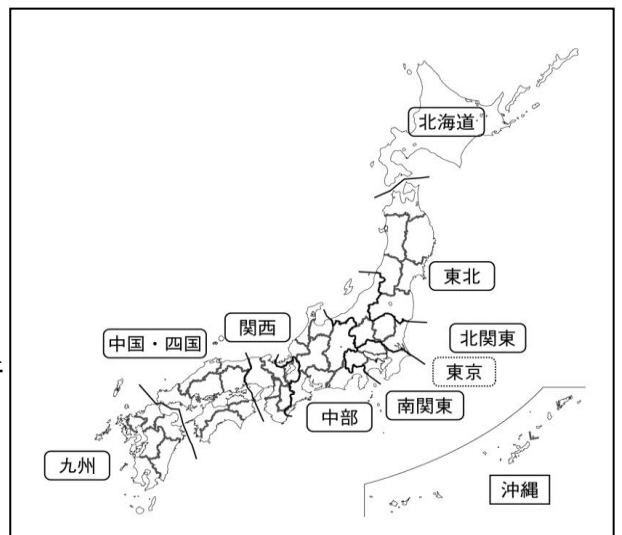 北海道
東北
関西
中国・四国
北関東
東京
南関東
中部
九州
沖縄